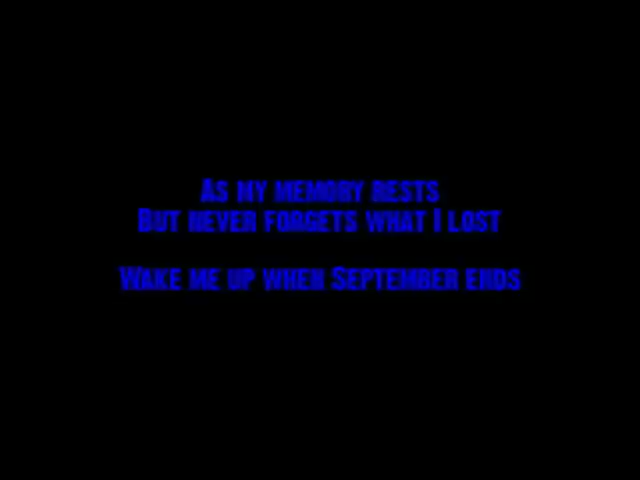 As my memory rests
But never forgets what I lost
Wake me up when September ends